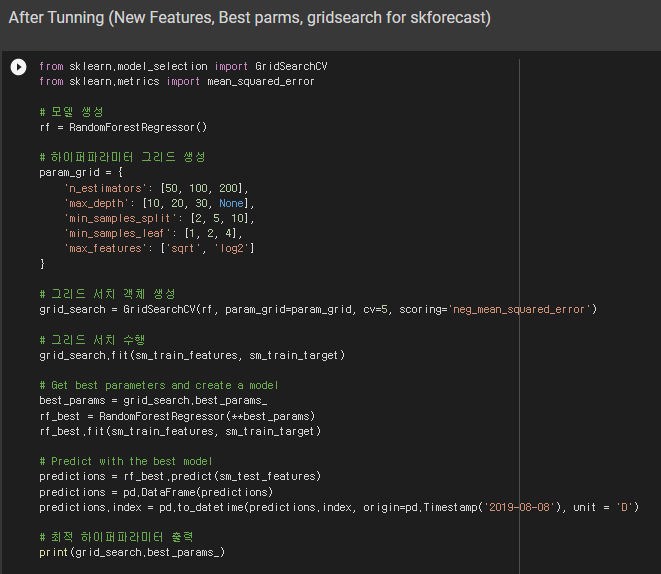 After Tunning (New Features, Best parms, gridsearch for skforecast)
from sklearn.model_selection import GridSearchCV
from sklearn.metrics import mean_squared_error
# 모델 생성
rf = RandomForestRegressor()
# 하이퍼파라미터 그리드 생성
param_grid = {
    'n_estimators': [50, 100, 200],
    'max_depth': [10, 20, 30, None],
    'min_samples_split': [2, 5, 10],
    'min_samples_leaf': [1, 2, 4],
    'max_features': ['sqrt', 'log2']
}
# 그리드 서치 객체 생성
grid_search = GridSearchCV(rf, param_grid=param_grid, cv=5, scoring='neg_mean_squared_error')
# 그리드 서치 수행
grid_search.fit(sm_train_features, sm_train_target)
# Get best parameters and create a model
best_params = grid_search.best_params_
rf_best = RandomForestRegressor(**best_params)
rf_best.fit(sm_train_features, sm_train_target)
# Predict with the best model
predictions = rf_best.predict(sm_test_features)
predictions = pd.DataFrame(predictions)
predictions.index = pd.to_datetime(predictions.index, origin=pd.Timestamp('2019-08-08'), unit = 'D')
# 최적 하이퍼파라미터 출력
print(grid_search.best_params_)